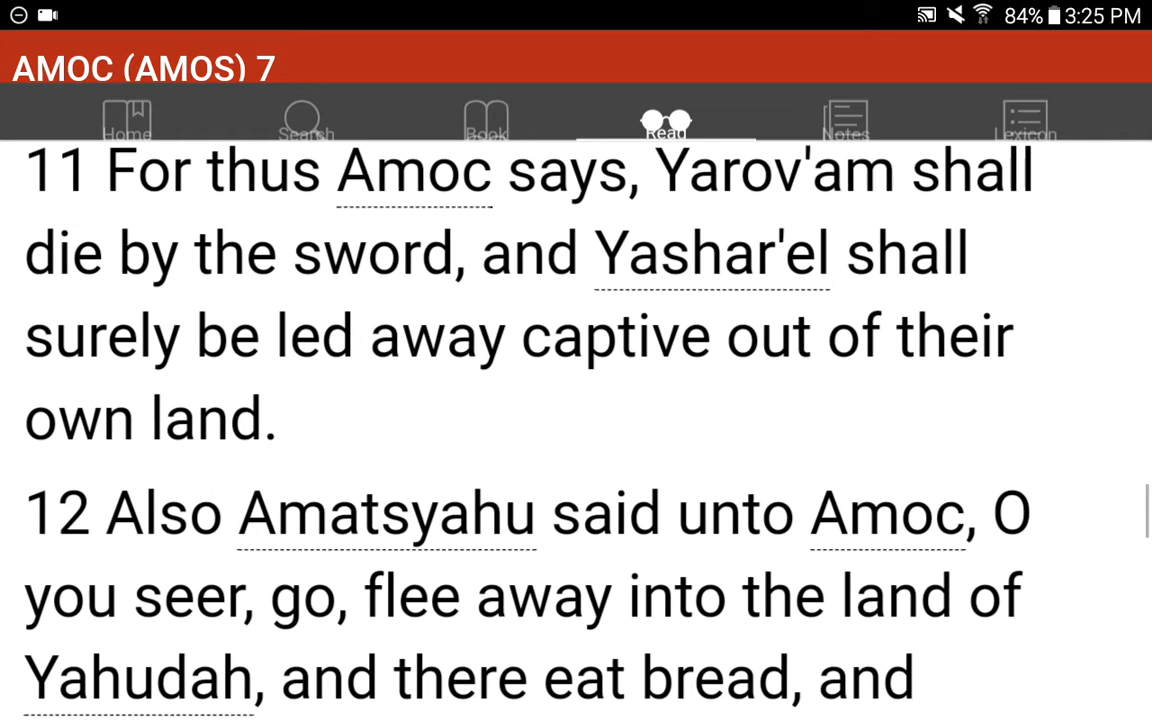 84% 3:25 PM
AMOC (AMOS) 7
Home Search Book Read Notes Lexicon
11 For thus Amoc says, Yarov'am shall
die by the sword, and Yashar'el shall
surely be led away captive out of their
own land.
12 Also Amatsyahu said unto Amoc, O
you seer, go, flee away into the land of
Yahudah, and there eat bread, and